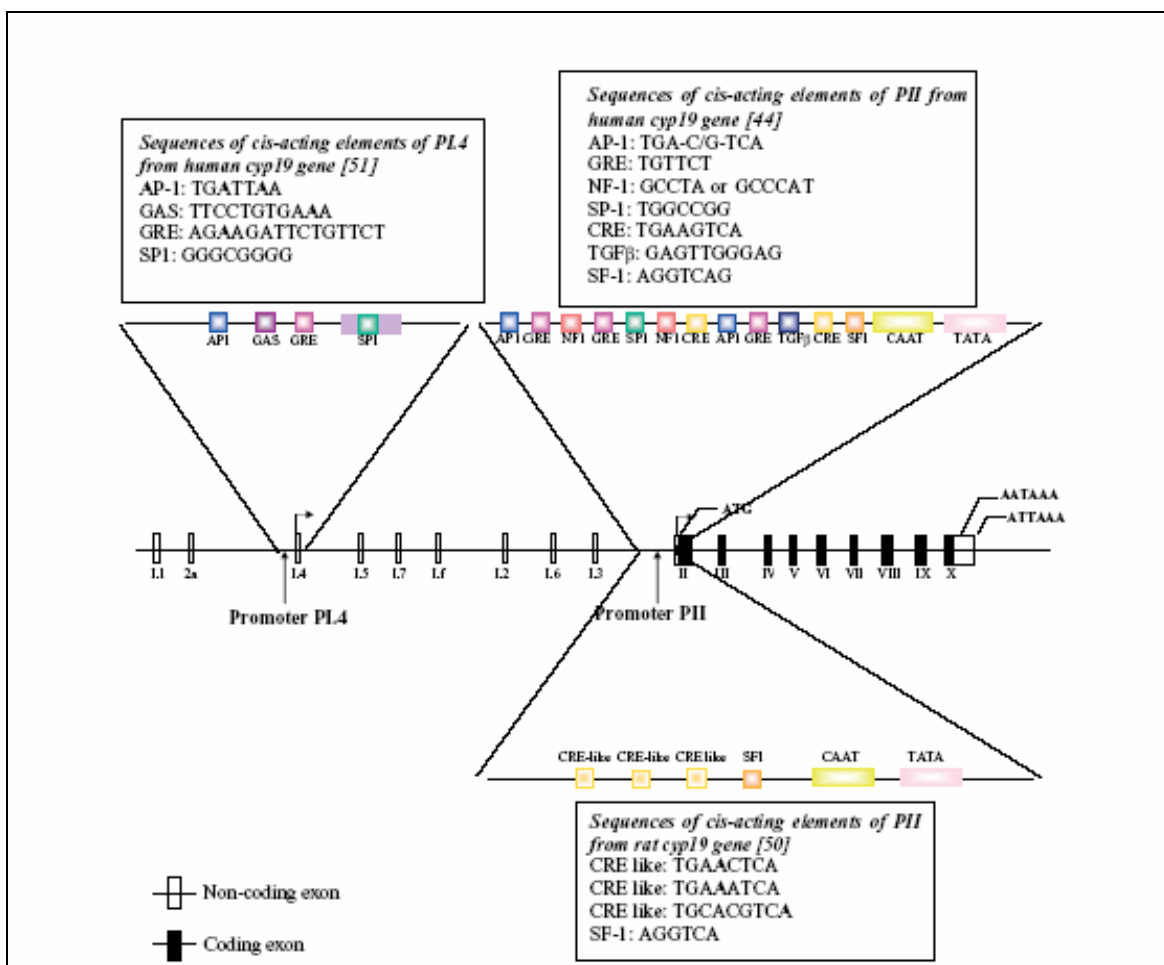 Sequences of cis-acting elements of PI.4
from human cyp19 gene [51]
AP-1: TGATTAA
GAS: TTCCTGTGAAA
GRE: AGAAGATTCTGTTCT
SP1: GGGCGGGG
Sequences of cis-acting elements of PII from
human cyp19 gene [44]
AP-1: TGA-C/G-TCA
GRE: TGTTCT
NF-1: GCCTA or GCCCAT
SP-1: TGGCCGG
CRE: TGAAGTCA
TGFβ: GAGTTGGGAG
SF-1: AGGTCAG
AP1 GAS GRE SP1
AP1 GRE NF1 GRE SP1 NF1 CRE AP1 GRE TGFβ CRE SF1 CAAT TATA
ATG
AATAAA
ATTAAA
I.1 2a I.4 I.5 I.7 I.f I.2 I.6 I.3 II III IV V VI VII VIII IX X
Promoter PI.4
Promoter PII
CRE-like CRE-like CRE like SF1 CAAT TATA
Sequences of cis-acting elements of PII
from rat cyp19 gene [50]
CRE like: TGAACTCA
CRE like: TGAAATCA
CRE like: TGCACGTCA
SF-1: AGGTCA
Non-coding exon
Coding exon